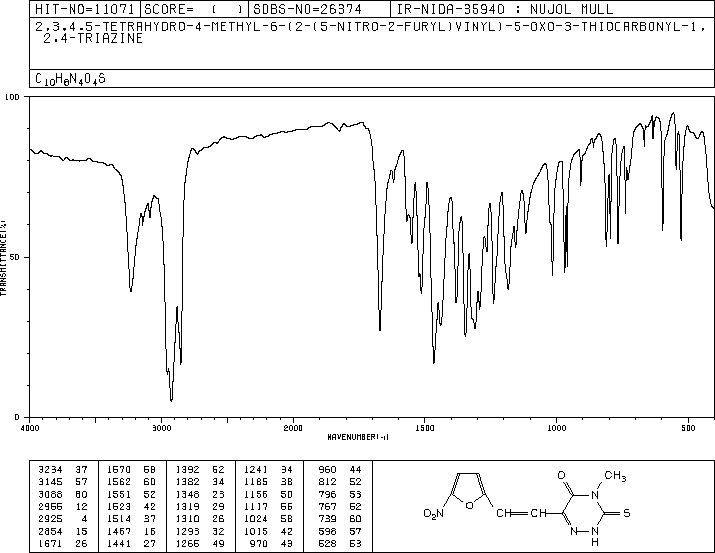 HIT-NO=11071 SCORE= ( ) SDBS-NO=26374 IR-NIDA-35940 : NUJOL MULL
2,3,4,5-TETRAHYDRO-4-METHYL-6-(2-(5-NITRO-2-FURYL)VINYL)-5-OXO-3-THIOCARBONYL-1,
2,4-TRIAZINE
C10H8N4O4S
100
50
0
TRANSMITTANCE(%)
4000 3000 2000 1500 1000 500
WAVENUMBER(-1)
3234 37 1570 58 1392 62 1241 34 960 44
3145 57 1562 60 1382 34 1185 38 812 52
3088 60 1551 52 1348 23 1156 50 796 53
2955 12 1523 42 1319 29 1117 55 767 52
2925 4 1514 37 1310 26 1024 58 739 60
2854 15 1467 16 1293 32 1015 42 598 57
1671 26 1441 27 1265 49 970 43 528 53
O CH3
N
O2N O CH=CH S
N N
H